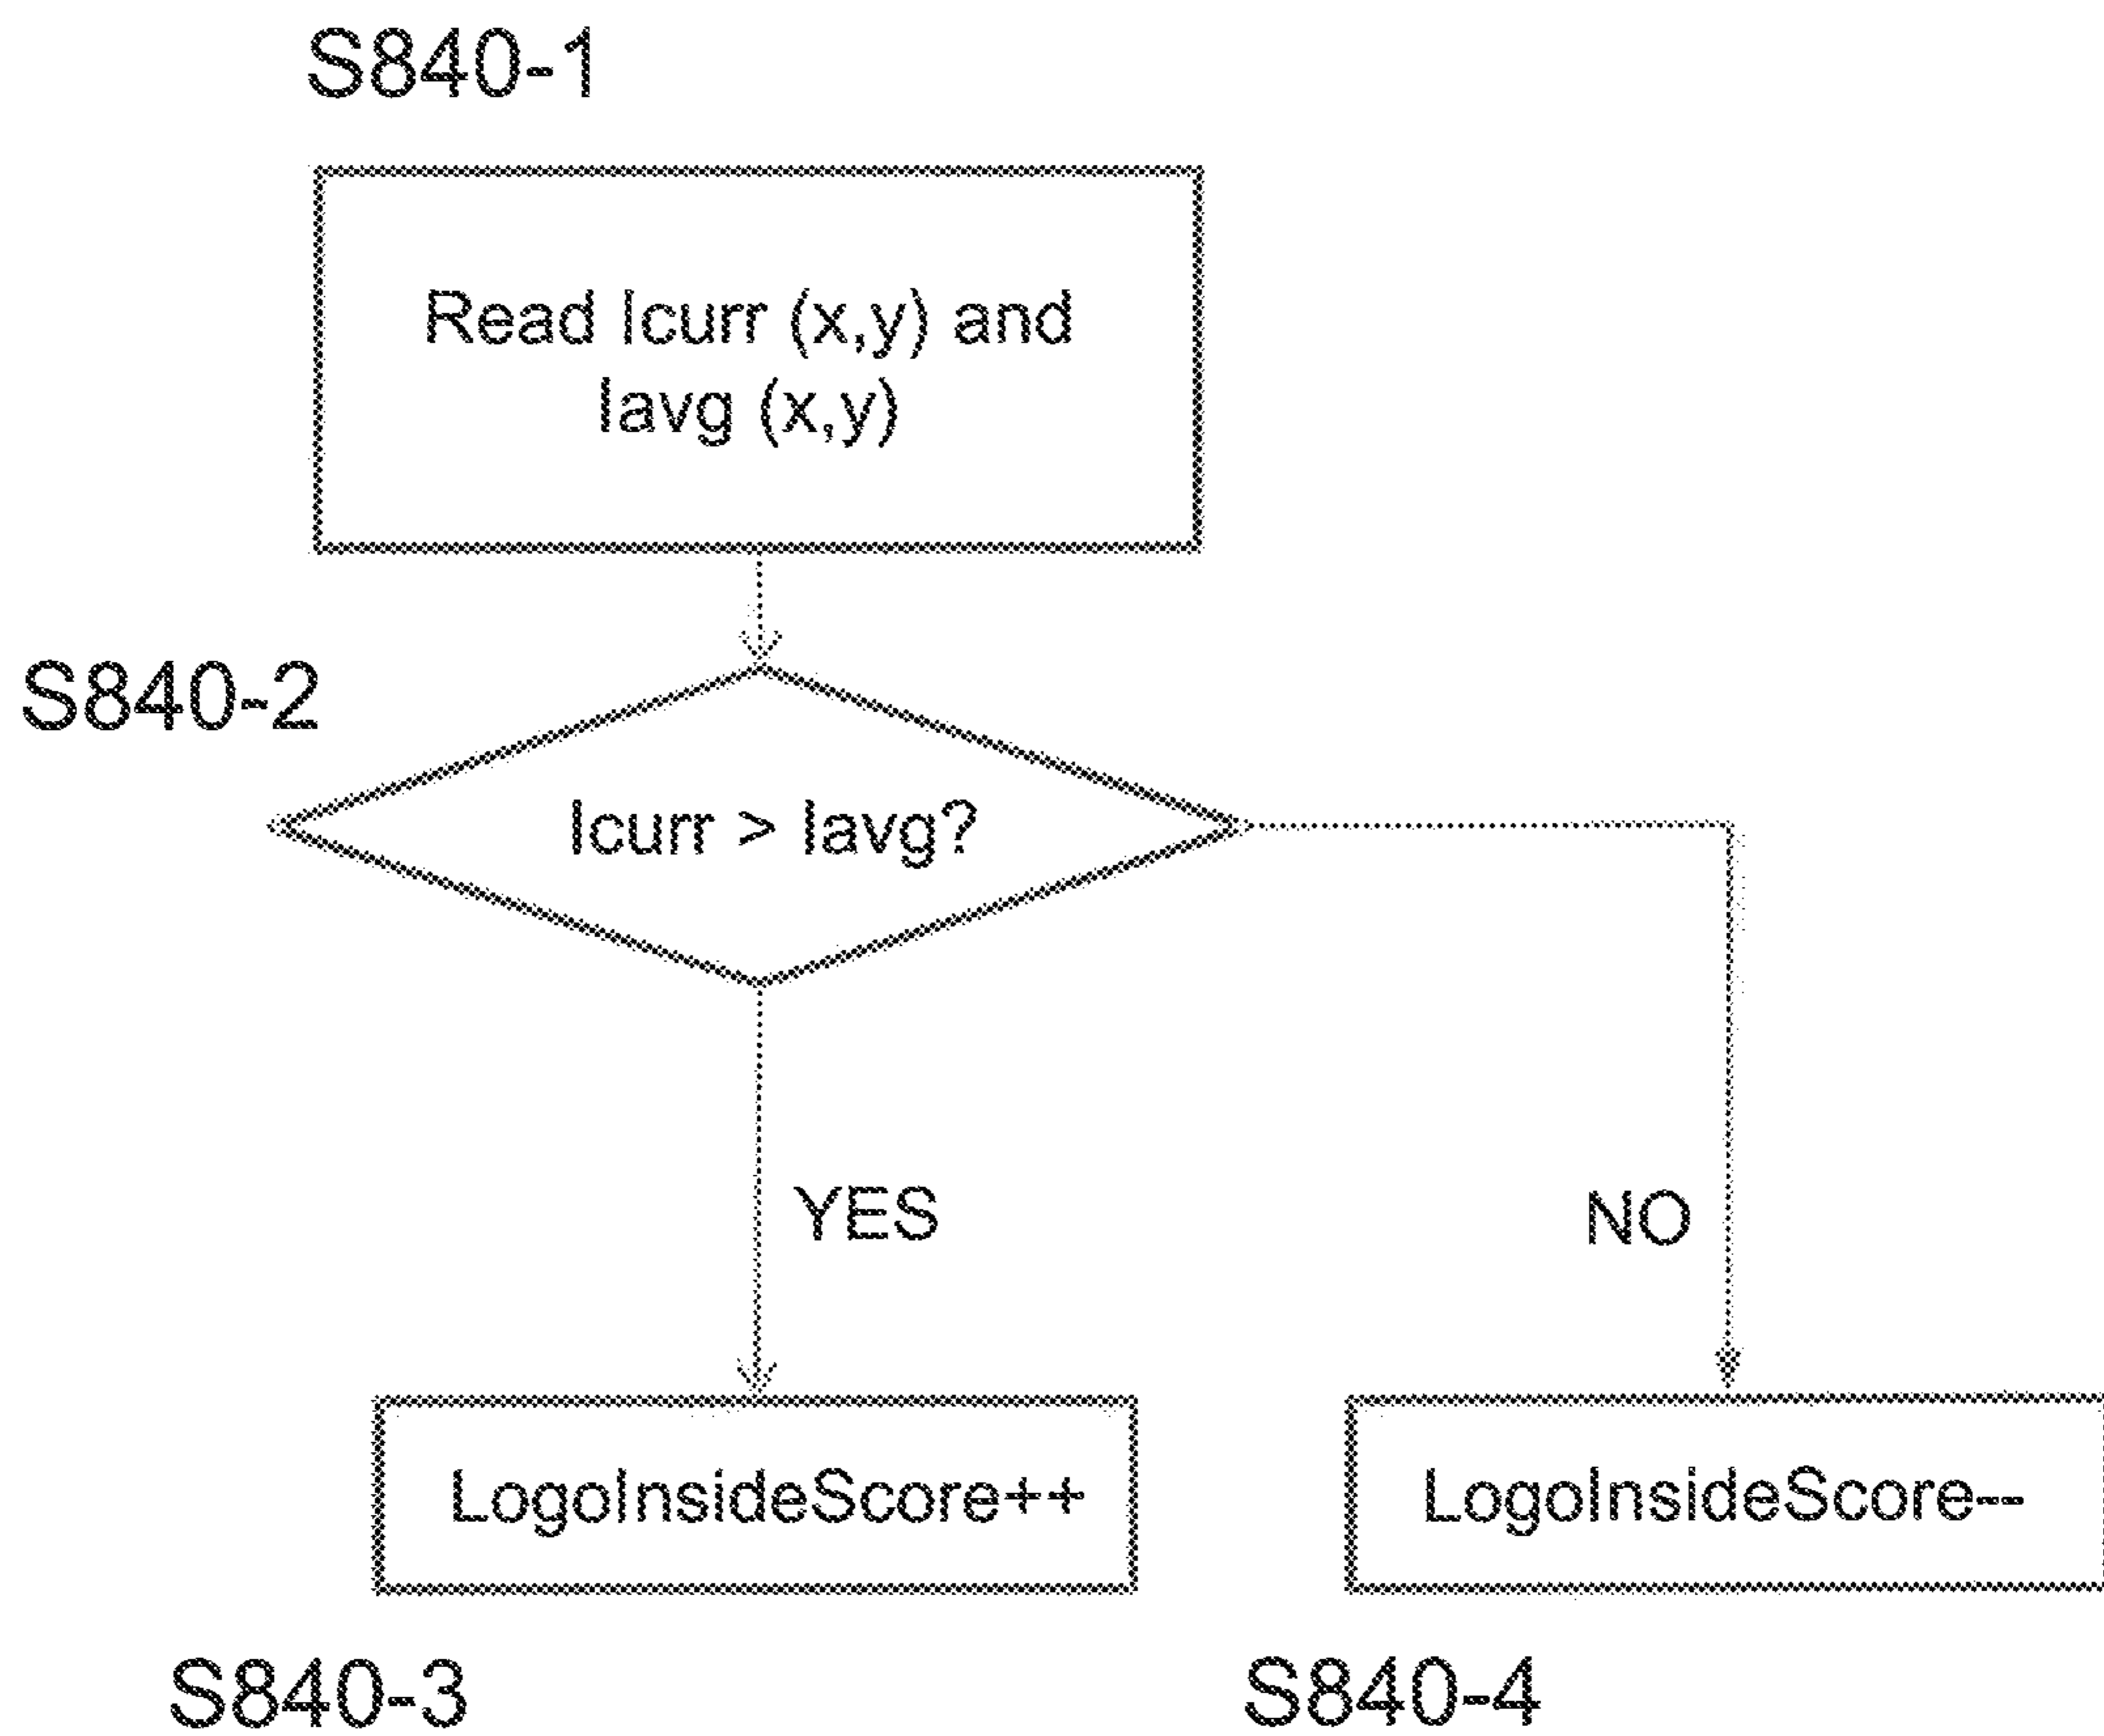 S840-1
Read Icurr (x,y) and
Iavg (x,y)
S840-2
Icurr > Iavg?
YES
NO
LogoInsideScore++
LogoInsideScore--
S840-3
S840-4